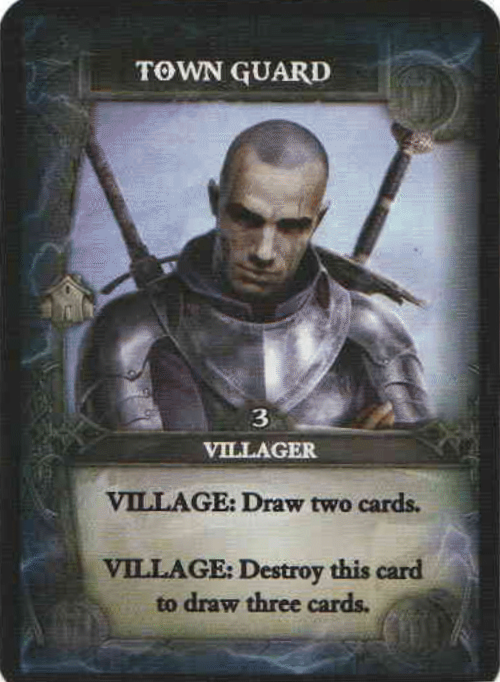 TOWN GUARD
3
VILLAGER
VILLAGE: Draw two cards.
VILLAGE: Destroy this card
to draw three cards.